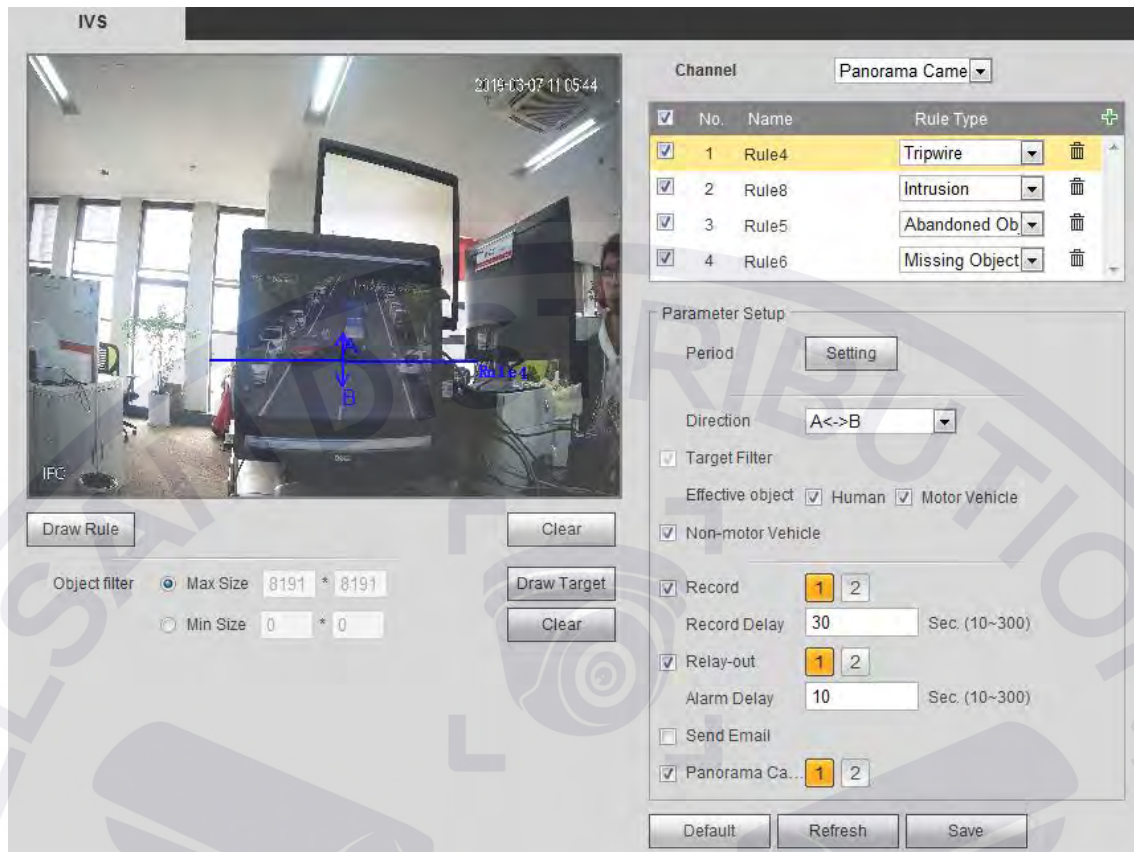 IVS
2019-03-07 11:05:44
A
Rule4
B
IPC
Draw Rule
Clear
Object filter Max Size 8191 * 8191 Draw Target
Min Size 0 * 0 Clear
Channel Panorama Came
No. Name Rule Type
1 Rule4 Tripwire
2 Rule8 Intrusion
3 Rule5 Abandoned Ob
4 Rule6 Missing Object
Parameter Setup
Period Setting
Direction A<->B
Target Filter
Effective object Human Motor Vehicle
Non-motor Vehicle
Record 1 2
Record Delay 30 Sec. (10~300)
Relay-out 1 2
Alarm Delay 10 Sec. (10~300)
Send Email
Panorama Ca... 1 2
Default Refresh Save
DISTRIBUTION